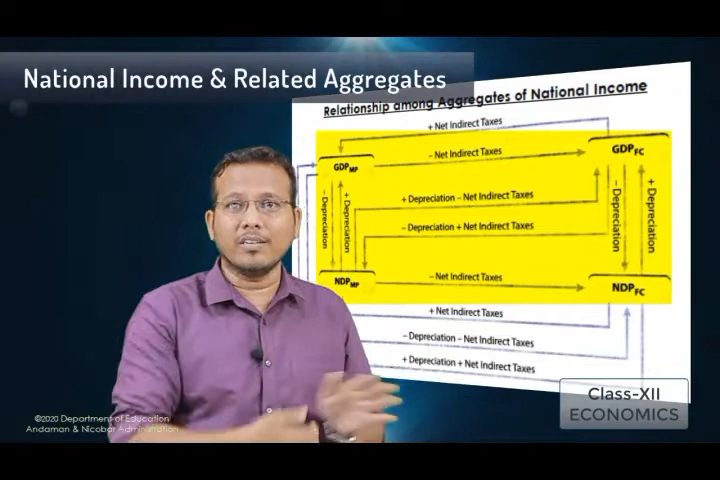 National Income & Related Aggregates
Relationship among Aggregates of National Income
+ Net Indirect Taxes
GDPMP
– Net Indirect Taxes
GDPFC
– Depreciation
+ Depreciation
+ Depreciation – Net Indirect Taxes
– Depreciation + Net Indirect Taxes
– Depreciation
+ Depreciation
NDPMP
– Net Indirect Taxes
NDPFC
+ Net Indirect Taxes
– Depreciation – Net Indirect Taxes
+ Depreciation + Net Indirect Taxes
Class-XII
ECONOMICS
©2020 Department of Education
Andaman & Nicobar Administration